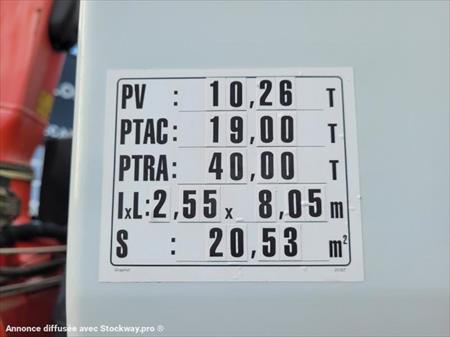 PV : 10,26 T
PTAC: 19,00 T
PTRA: 40,00 T
lxL: 2,55 x 8,05 m
S : 20,53 m²
Annonce diffusée avec Stockway.pro ®